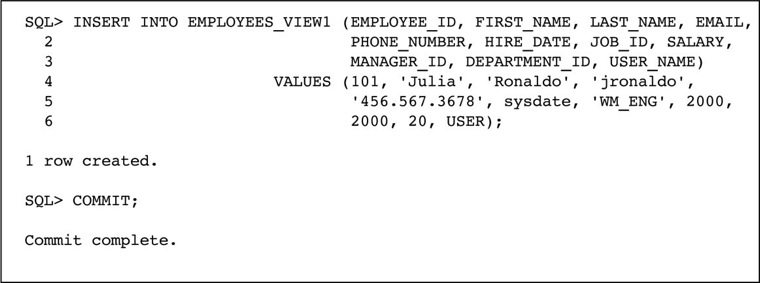 SQL> INSERT INTO EMPLOYEES_VIEW1 (EMPLOYEE_ID, FIRST_NAME, LAST_NAME, EMAIL,
2 PHONE_NUMBER, HIRE_DATE, JOB_ID, SALARY,
3 MANAGER_ID, DEPARTMENT_ID, USER_NAME)
4 VALUES (101, 'Julia', 'Ronaldo', 'jronaldo',
5 '456.567.3678', sysdate, 'WM_ENG', 2000,
6 2000, 20, USER);
1 row created.
SQL> COMMIT;
Commit complete.